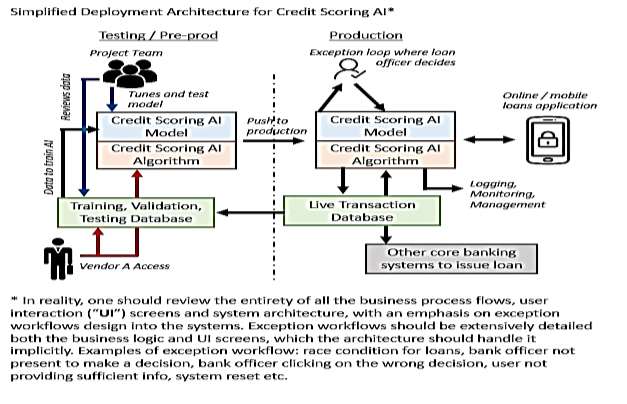 Simplified Deployment Architecture for Credit Scoring AI*
Testing / Pre-prod
Production
Project Team
Exception loop where loan
officer decides
Reviews data
Tunes and test
model
Online / mobile
loans application
Credit Scoring AI
Model
Push to
production
Credit Scoring AI
Model
Credit Scoring AI
Algorithm
Credit Scoring AI
Algorithm
Data to train AI
Logging,
Monitoring,
Management
Training, Validation,
Testing Database
Live Transaction
Database
Vendor A Access
Other core banking
systems to issue loan
* In reality, one should review the entirety of all the business process flows, user
interaction ("UI") screens and system architecture, with an emphasis on exception
workflows design into the systems. Exception workflows should be extensively detailed
both the business logic and UI screens, which the architecture should handle it
implicitly. Examples of exception workflow: race condition for loans, bank officer not
present to make a decision, bank officer clicking on the wrong decision, user not
providing sufficient info, system reset etc.